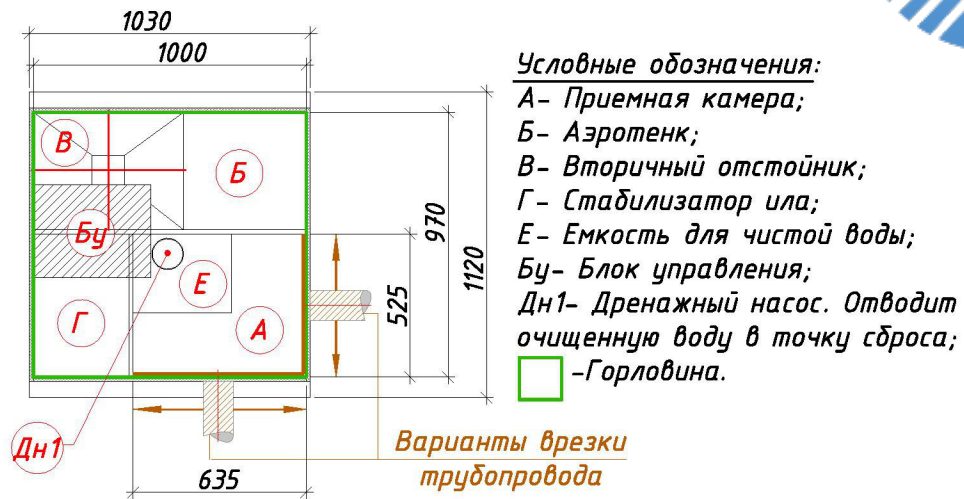 1030
1000
Условные обозначения:
А- Приемная камера;
Б- Аэротенк;
В- Вторичный отстойник;
Г- Стабилизатор ила;
Е- Емкость для чистой воды;
Бу- Блок управления;
Дн1- Дренажный насос. Отводит
очищенную воду в точку сброса;
-Горловина.
В
Б
Бу
Е
Г
А
970
1120
525
Дн1
635
Варианты врезки
трубопровода